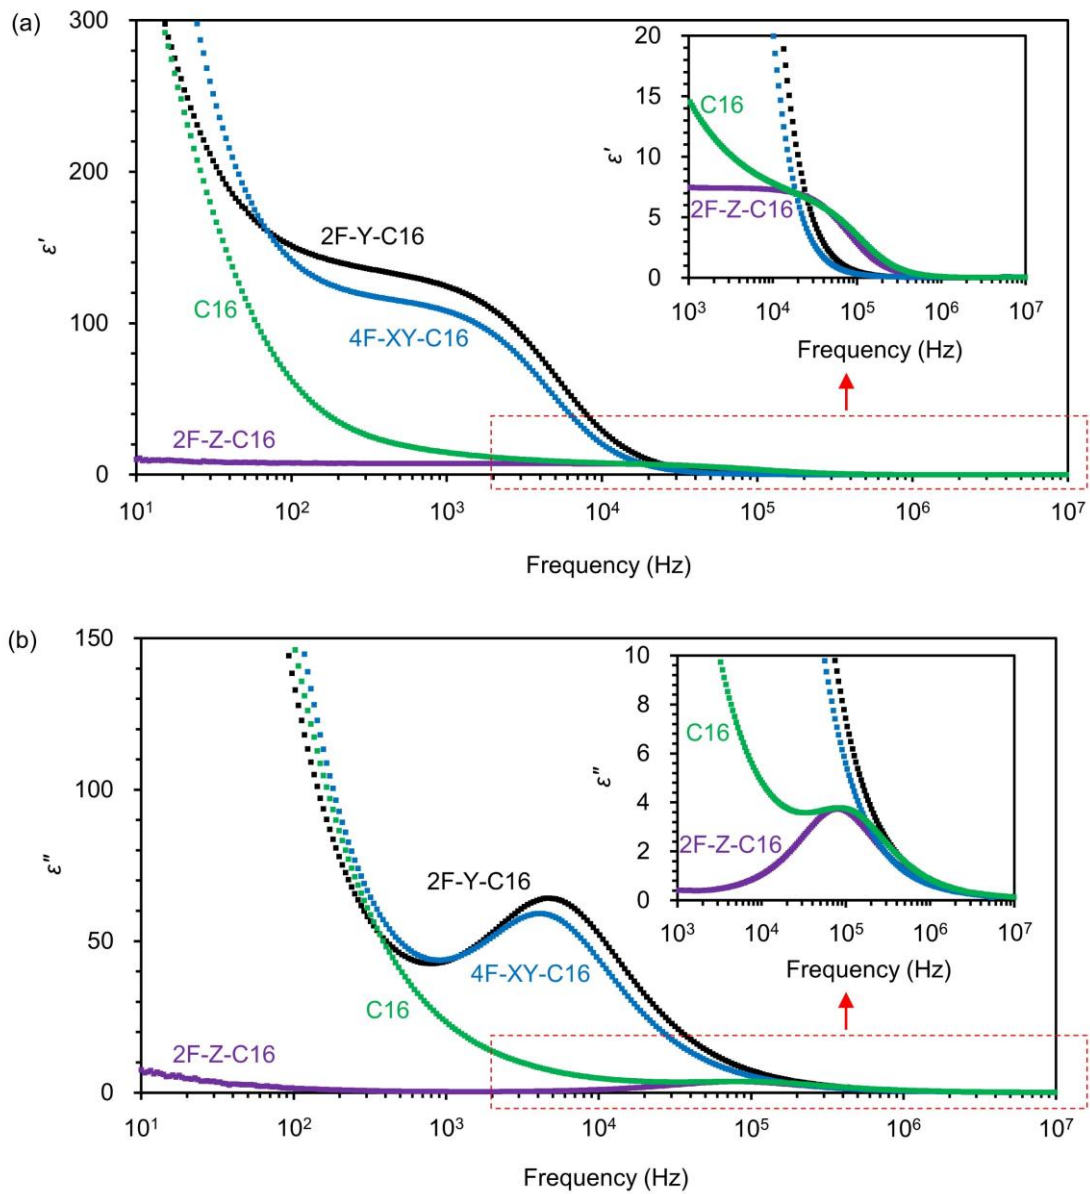 (a)
300
200
100
0
ε′
2F-Y-C16
4F-XY-C16
C16
2F-Z-C16
10¹ 10² 10³ 10⁴ 10⁵ 10⁶ 10⁷
Frequency (Hz)
20
15
10
5
0
ε′
C16
2F-Z-C16
10³ 10⁴ 10⁵ 10⁶ 10⁷
Frequency (Hz)
(b)
150
100
50
0
ε″
2F-Y-C16
4F-XY-C16
C16
2F-Z-C16
10¹ 10² 10³ 10⁴ 10⁵ 10⁶ 10⁷
Frequency (Hz)
10
8
6
4
2
0
ε″
C16
2F-Z-C16
10³ 10⁴ 10⁵ 10⁶ 10⁷
Frequency (Hz)